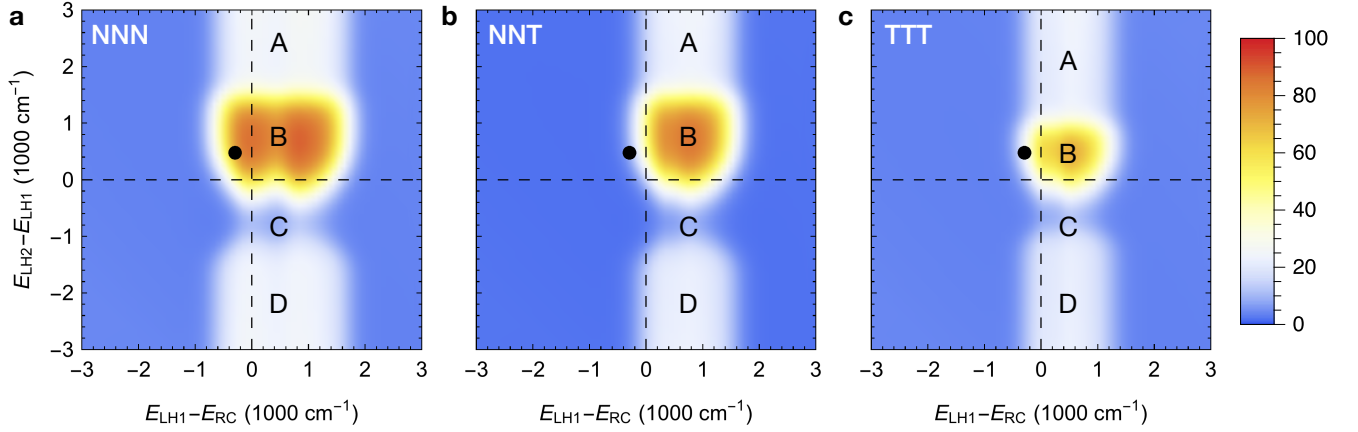 a
NNN
A
B
C
D
3
2
1
0
−1
−2
−3
−3 −2 −1 0 1 2 3
E_LH2−E_LH1 (1000 cm⁻¹)
E_LH1−E_RC (1000 cm⁻¹)
b
NNT
A
B
C
D
−3 −2 −1 0 1 2 3
E_LH1−E_RC (1000 cm⁻¹)
c
TTT
A
B
C
D
−3 −2 −1 0 1 2 3
E_LH1−E_RC (1000 cm⁻¹)
100
80
60
40
20
0